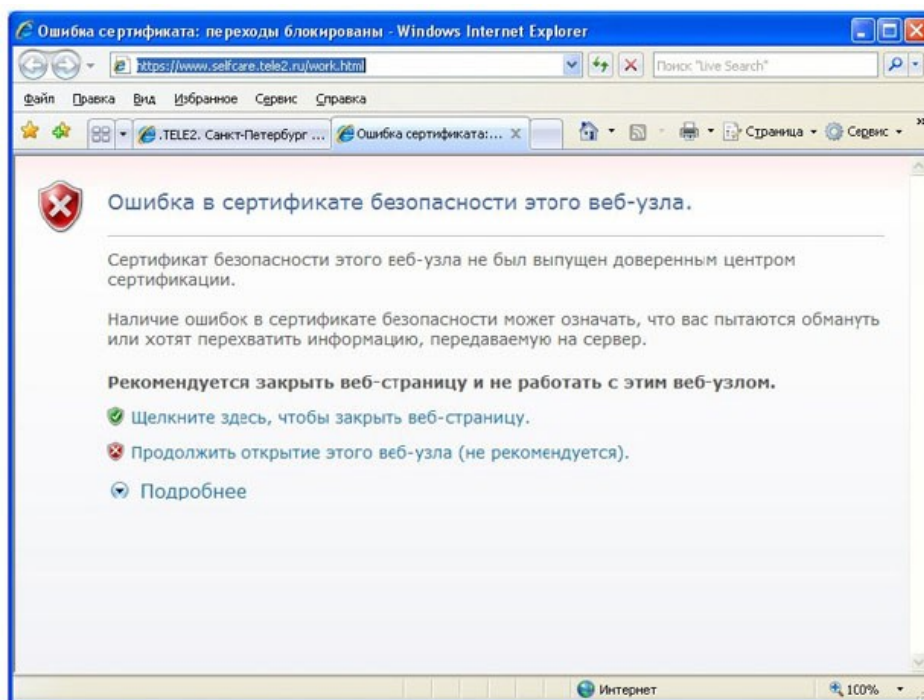 Ошибка сертификата: переходы блокированы - Windows Internet Explorer
https://www.selfcare.tele2.ru/work.html
Поиск "Live Search"
Файл Правка Вид Избранное Сервис Справка
.TELE2. Санкт-Петербург ... Ошибка сертификата:... Страница Сервис
Ошибка в сертификате безопасности этого веб-узла.
Сертификат безопасности этого веб-узла не был выпущен доверенным центром
сертификации.
Наличие ошибок в сертификате безопасности может означать, что вас пытаются обмануть
или хотят перехватить информацию, передаваемую на сервер.
Рекомендуется закрыть веб-страницу и не работать с этим веб-узлом.
Щелкните здесь, чтобы закрыть веб-страницу.
Продолжить открытие этого веб-узла (не рекомендуется).
Подробнее
Интернет
100%